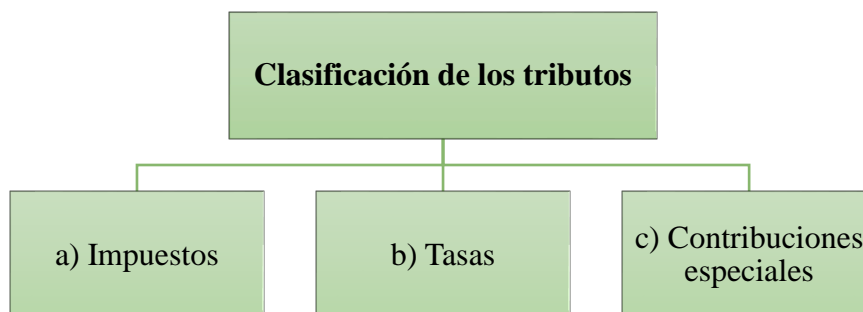 Clasificación de los tributos
a) Impuestos
b) Tasas
c) Contribuciones
especiales